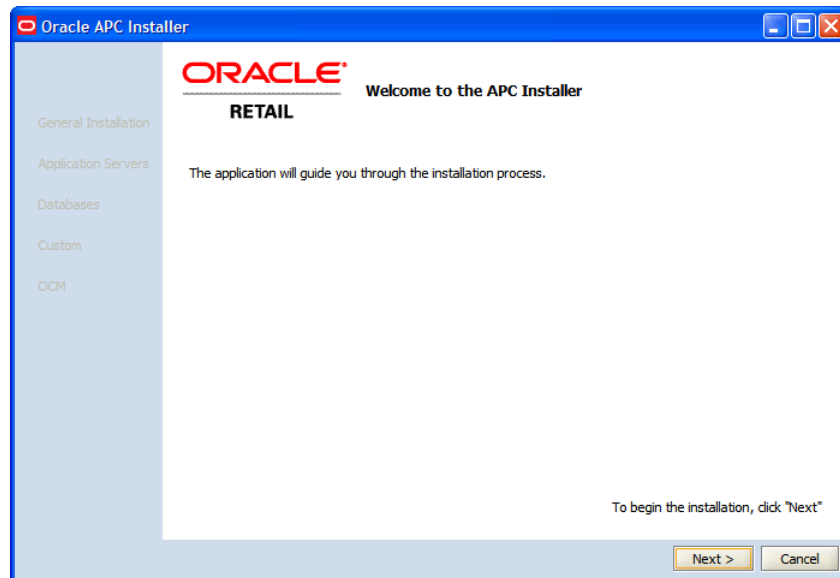 Oracle APC Installer
ORACLE®
RETAIL
Welcome to the APC Installer
General Installation
Application Servers
Databases
Custom
OCM
The application will guide you through the installation process.
To begin the installation, click "Next"
Next >
Cancel